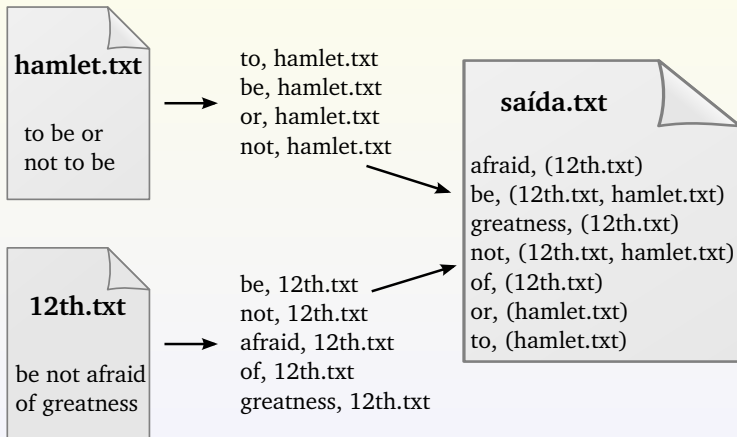 hamlet.txt
to be or
not to be
to, hamlet.txt
be, hamlet.txt
or, hamlet.txt
not, hamlet.txt
12th.txt
be not afraid
of greatness
be, 12th.txt
not, 12th.txt
afraid, 12th.txt
of, 12th.txt
greatness, 12th.txt
saída.txt
afraid, (12th.txt)
be, (12th.txt, hamlet.txt)
greatness, (12th.txt)
not, (12th.txt, hamlet.txt)
of, (12th.txt)
or, (hamlet.txt)
to, (hamlet.txt)